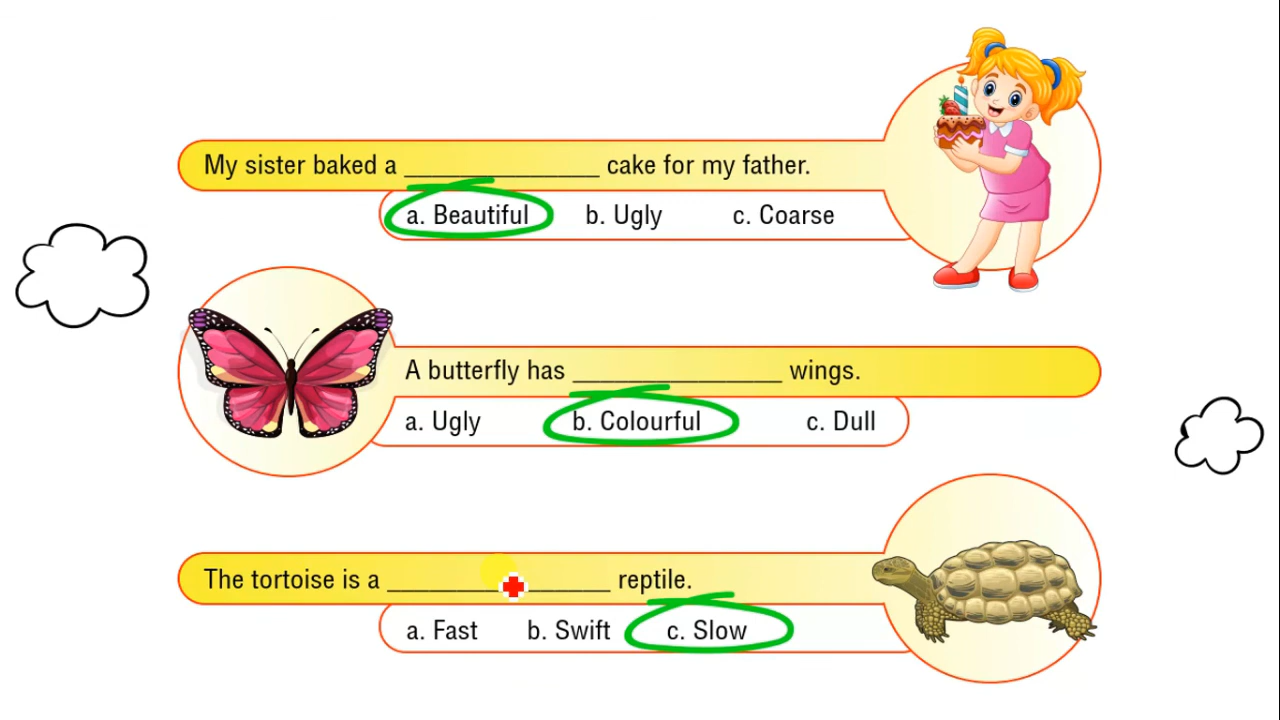 My sister baked a ______________ cake for my father.
a. Beautiful b. Ugly c. Coarse
A butterfly has _______________ wings.
a. Ugly b. Colourful c. Dull
The tortoise is a ________________ reptile.
a. Fast b. Swift c. Slow